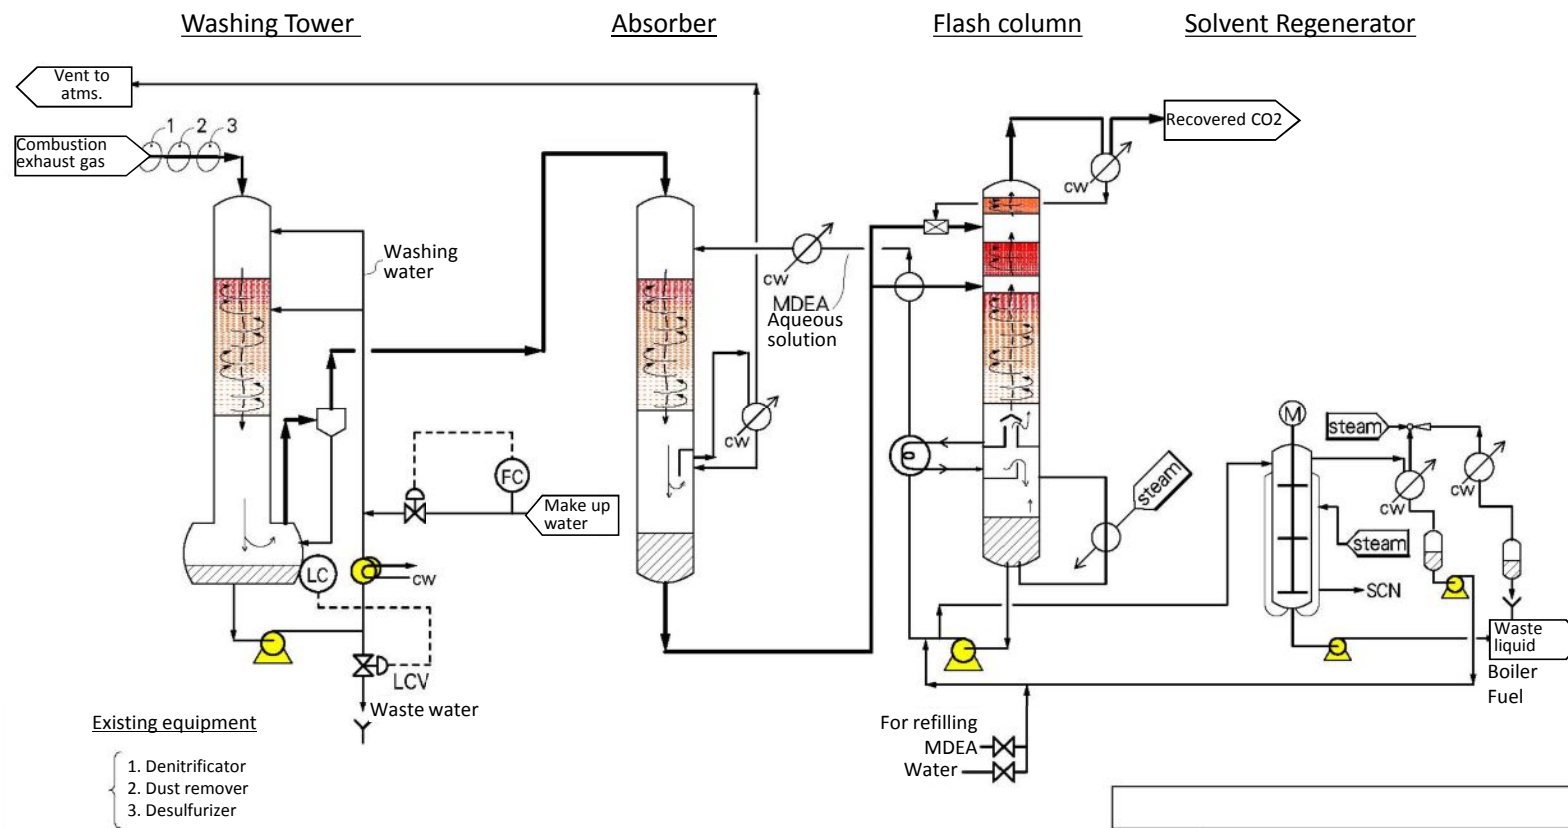 Washing Tower
Absorber
Flash column
Solvent Regenerator
Vent to
atms.
1
2
3
Combustion
exhaust gas
Recovered CO2
cw
Washing
water
cw
MDEA
Aqueous
solution
cw
M
steam
cw
cw
FC
steam
Make up
water
LC
cw
steam
SCN
LCV
Waste
liquid
Boiler
Fuel
Waste water
Existing equipment
For refilling
MDEA
Water
1. Denitrificator
2. Dust remover
3. Desulfurizer